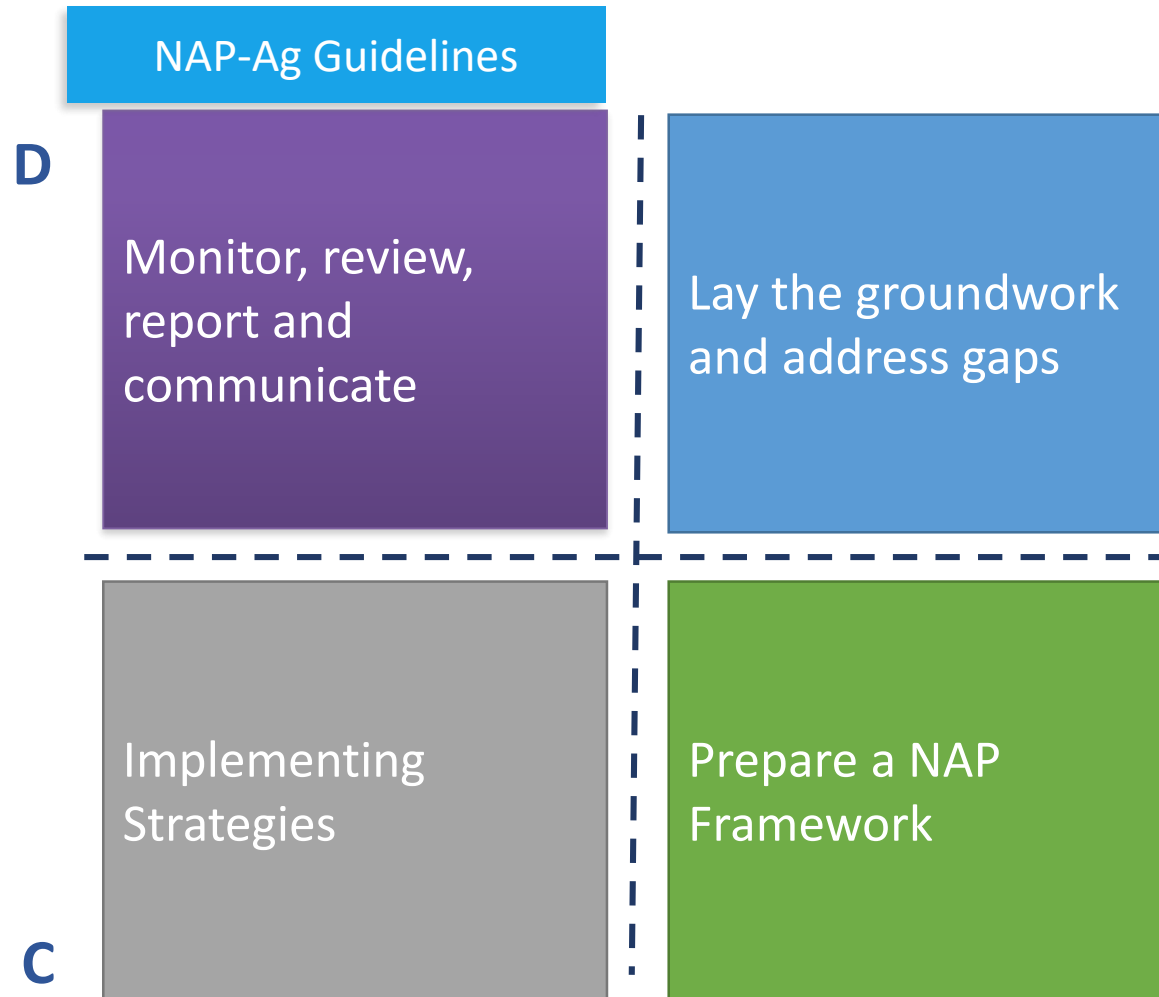 NAP-Ag Guidelines
D
Monitor, review,
report and
communicate
Lay the groundwork
and address gaps
Implementing
Strategies
Prepare a NAP
Framework
C